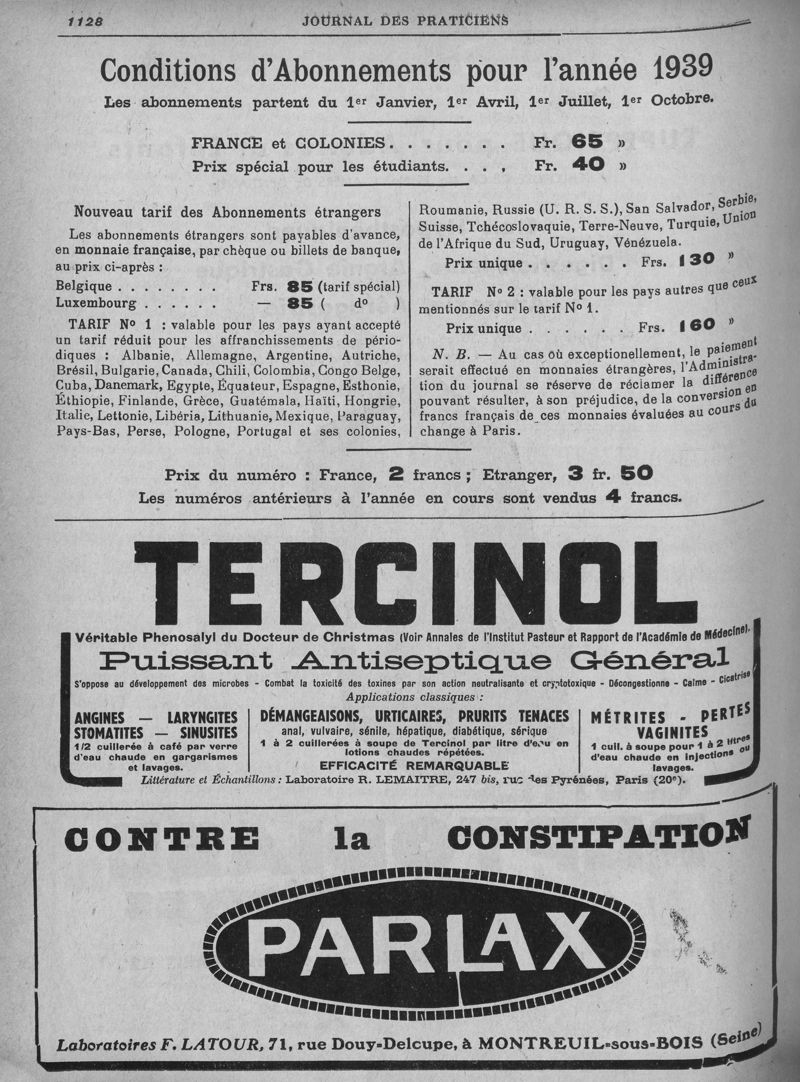 1128
JOURNAL DES PRATICIENS
Conditions d'Abonnements pour l'année 1939
Les abonnements partent du 1er Janvier, 1er Avril, 1er Juillet, 1er Octobre.
FRANCE et COLONIES. . . . . . . Fr. 65 »
Prix spécial pour les étudiants. . . . Fr. 40 »
Nouveau tarif des Abonnements étrangers
Les abonnements étrangers sont payables d'avance,
en monnaie française, par chèque ou billets de banque,
au prix ci-après :
Belgique . . . . . . . . Frs. 85 (tarif spécial)
Luxembourg . . . . . . — 85 ( do )
TARIF No 1 : valable pour les pays ayant accepté
un tarif réduit pour les affranchissements de pério-
diques : Albanie, Allemagne, Argentine, Autriche,
Brésil, Bulgarie, Canada, Chili, Colombia, Congo Belge,
Cuba, Danemark, Egypte, Équateur, Espagne, Esthonie,
Éthiopie, Finlande, Grèce, Guatémala, Haïti, Hongrie,
Italie, Lettonie, Libéria, Lithuanie, Mexique, Paraguay,
Pays-Bas, Perse, Pologne, Portugal et ses colonies,
Roumanie, Russie (U. R. S. S.), San Salvador, Serbie,
Suisse, Tchécoslovaquie, Terre-Neuve, Turquie, Union
de l'Afrique du Sud, Uruguay, Vénézuela.
Prix unique . . . . . . Frs. 130 »
TARIF No 2 : valable pour les pays autres que ceux
mentionnés sur le tarif No 1.
Prix unique . . . . . . Frs. 160 »
N. B. — Au cas où exceptionnellement, le paiement
serait effectué en monnaies étrangères, l'Administra-
tion du journal se réserve de réclamer la différence
pouvant résulter, à son préjudice, de la conversion en
francs français de ces monnaies évaluées au cours du
change à Paris.
Prix du numéro : France, 2 francs ; Etranger, 3 fr. 50
Les numéros antérieurs à l'année en cours sont vendus 4 francs.
TERCINOL
Véritable Phenosalyl du Docteur de Christmas (Voir Annales de l'Institut Pasteur et Rapport de l'Académie de Médecine).
Puissant Antiseptique Général
S'oppose au développement des microbes - Combat la toxicité des toxines par son action neutralisante et cryptotoxique - Décongestionne - Calme - Cicatrise
Applications classiques :
ANGINES — LARYNGITES
STOMATITES — SINUSITES
1/2 cuillerée à café par verre
d'eau chaude en gargarismes
et lavages.
DÉMANGEAISONS, URTICAIRES, PRURITS TENACES
anal, vulvaire, sénile, hépatique, diabétique, sérique
1 à 2 cuillerées à soupe de Tercinol par litre d'eau en
lotions chaudes répétées.
EFFICACITÉ REMARQUABLE
MÉTRITES - PERTES
VAGINITES
1 cuil. à soupe pour 1 à 2 litres
d'eau chaude en injections ou
lavages.
Littérature et Échantillons : Laboratoire R. LEMAITRE, 247 bis, rue des Pyrénées, Paris (20e).
CONTRE la CONSTIPATION
PARLAX
Laboratoires F. LATOUR, 71, rue Douy-Delcupe, à MONTREUIL-sous-BOIS (Seine)